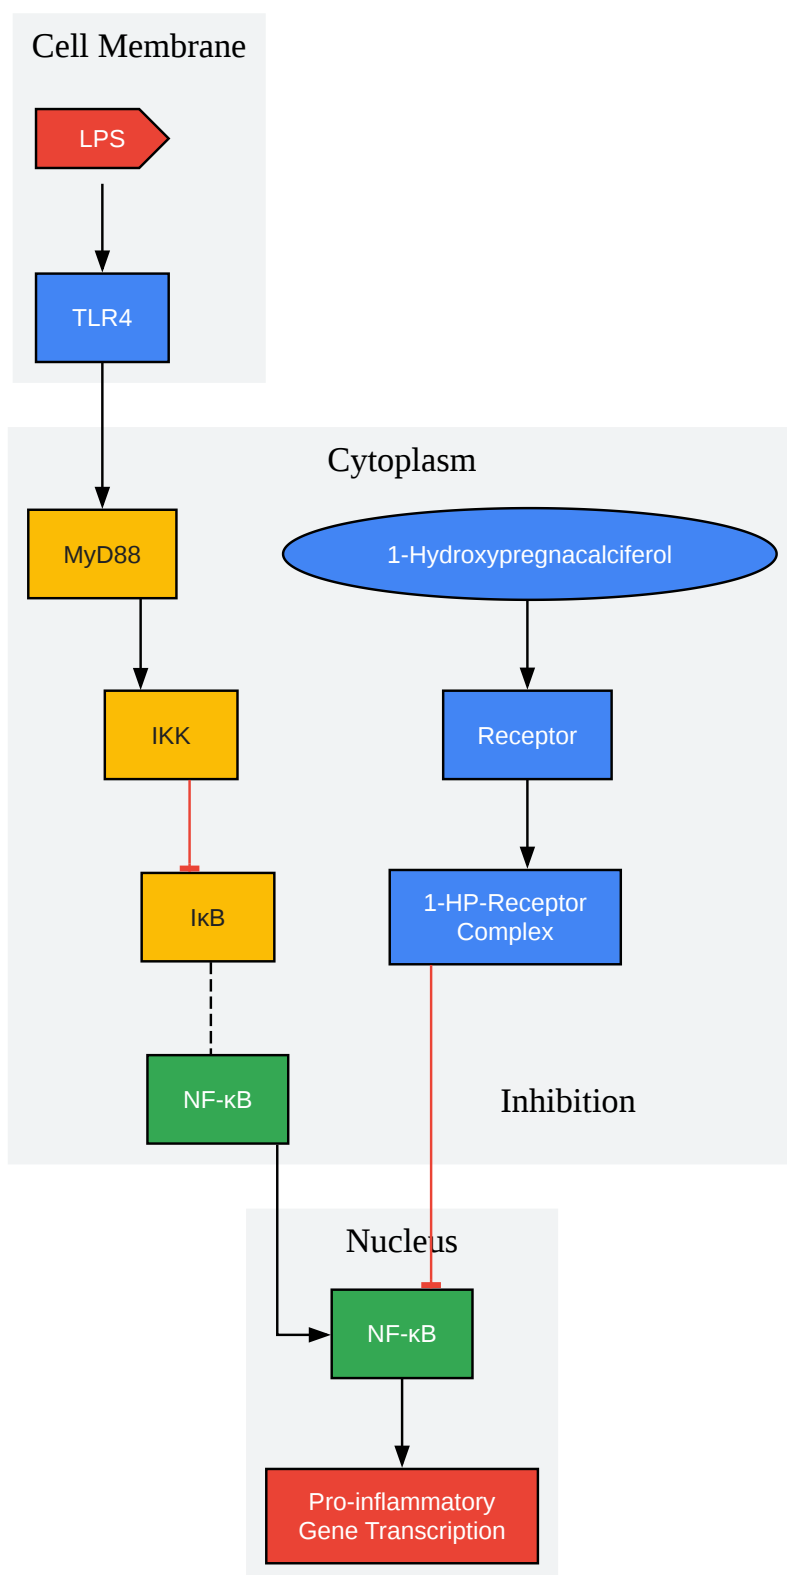 Cell Membrane
LPS
TLR4
Cytoplasm
MyD88
1-Hydroxypregnacalciferol
IKK
Receptor
IκB
1-HP-Receptor
Complex
NF-κB
Inhibition
Nucleus
NF-κB
Pro-inflammatory
Gene Transcription